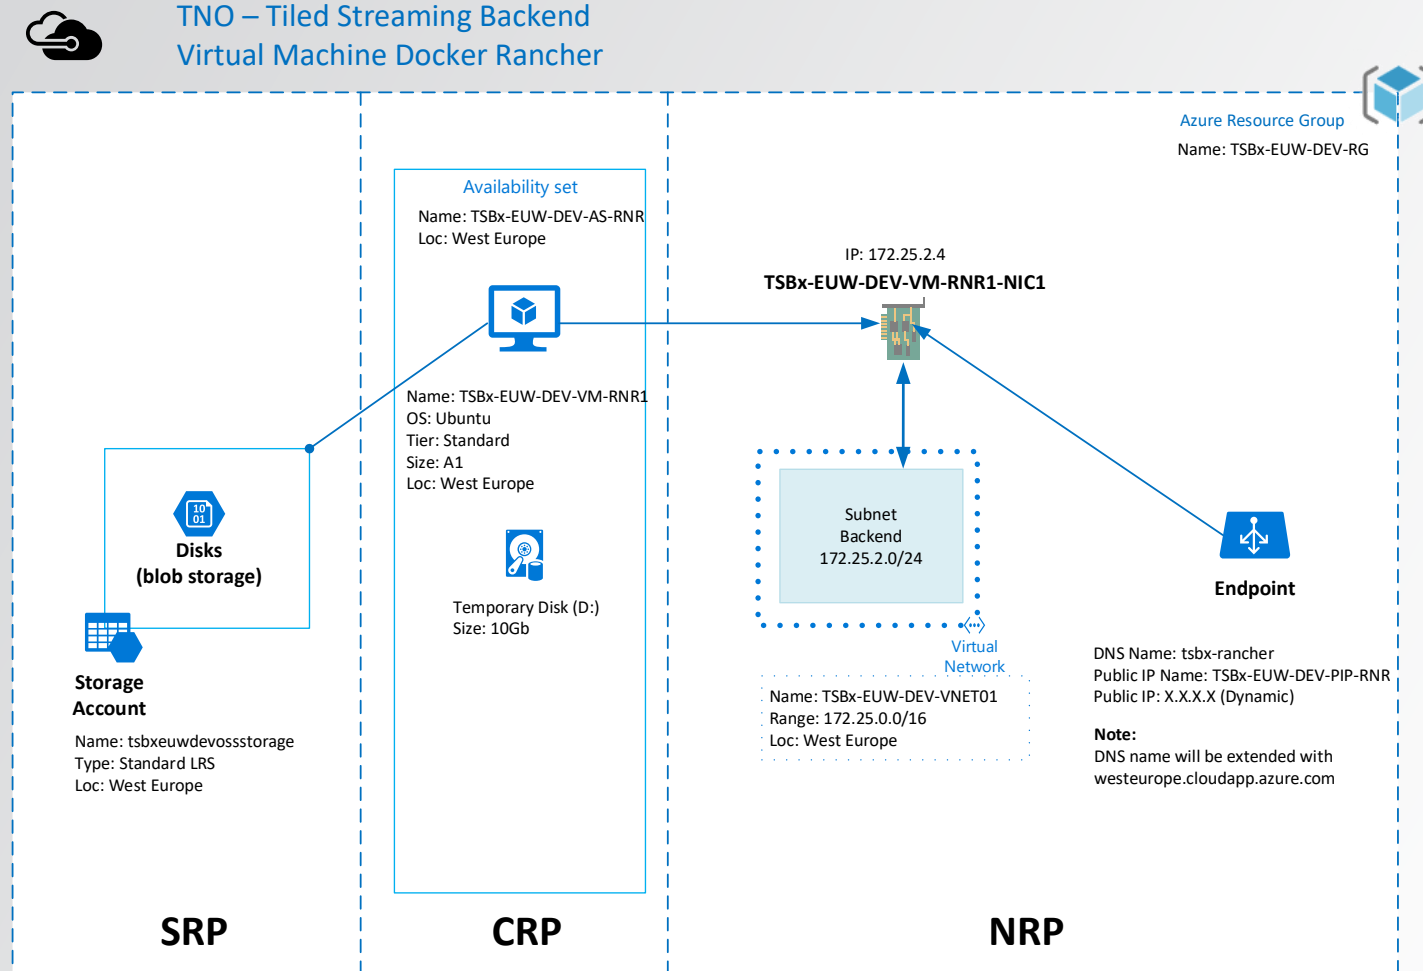 TNO – Tiled Streaming Backend
Virtual Machine Docker Rancher
Azure Resource Group
Name: TSBx-EUW-DEV-RG
Availability set
Name: TSBx-EUW-DEV-AS-RNR
Loc: West Europe
IP: 172.25.2.4
TSBx-EUW-DEV-VM-RNR1-NIC1
Name: TSBx-EUW-DEV-VM-RNR1
OS: Ubuntu
Tier: Standard
Size: A1
Loc: West Europe
10
01
Disks
(blob storage)
Temporary Disk (D:)
Size: 10Gb
Subnet
Backend
172.25.2.0/24
Virtual
Network
Name: TSBx-EUW-DEV-VNET01
Range: 172.25.0.0/16
Loc: West Europe
Endpoint
DNS Name: tsbx-rancher
Public IP Name: TSBx-EUW-DEV-PIP-RNR
Public IP: X.X.X.X (Dynamic)
Note:
DNS name will be extended with
westeurope.cloudapp.azure.com
Storage
Account
Name: tsbxeuwdevossstorage
Type: Standard LRS
Loc: West Europe
SRP
CRP
NRP